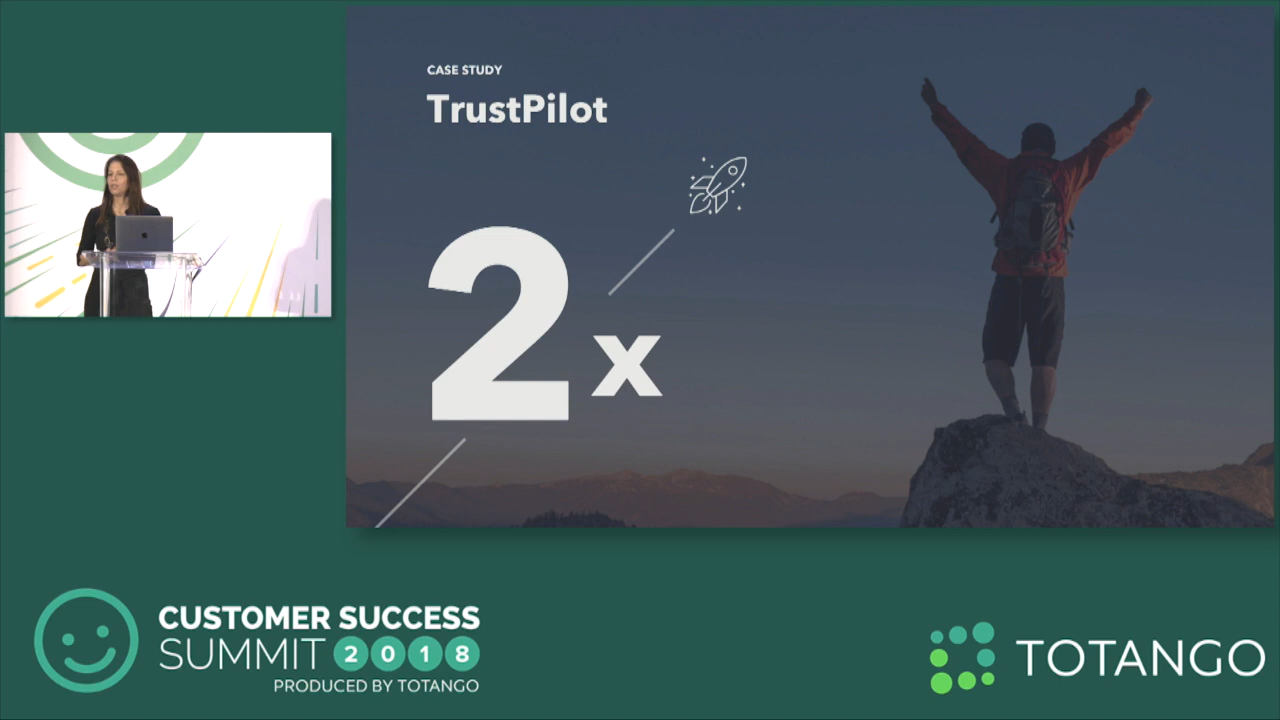 CASE STUDY
TrustPilot
2x
CUSTOMER SUCCESS
SUMMIT 2018
PRODUCED BY TOTANGO
TOTANGO